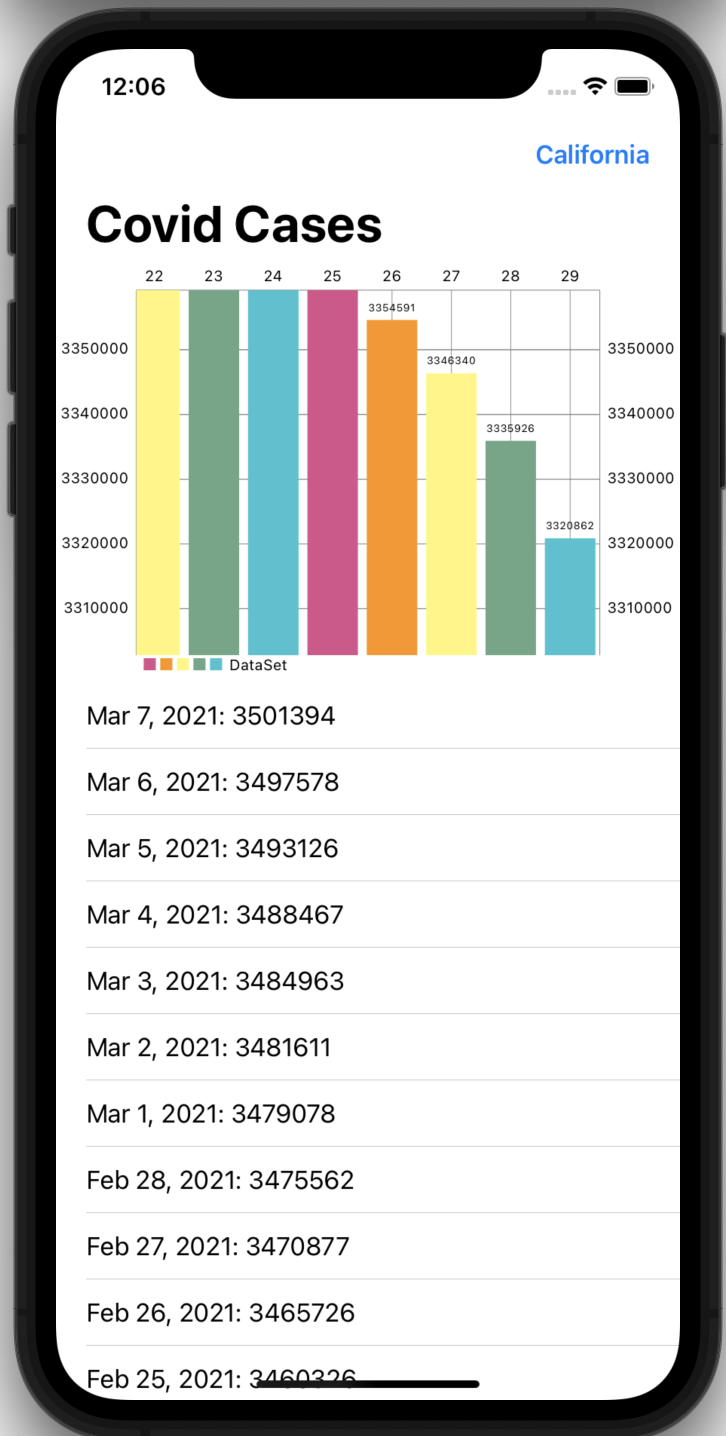 12:06
California
Covid Cases
22 23 24 25 26 27 28 29
3354591
3350000 3350000
3346340
3340000 3340000
3335926
3330000 3330000
3320862
3320000 3320000
3310000 3310000
DataSet
Mar 7, 2021: 3501394
Mar 6, 2021: 3497578
Mar 5, 2021: 3493126
Mar 4, 2021: 3488467
Mar 3, 2021: 3484963
Mar 2, 2021: 3481611
Mar 1, 2021: 3479078
Feb 28, 2021: 3475562
Feb 27, 2021: 3470877
Feb 26, 2021: 3465726
Feb 25, 2021: 3460326